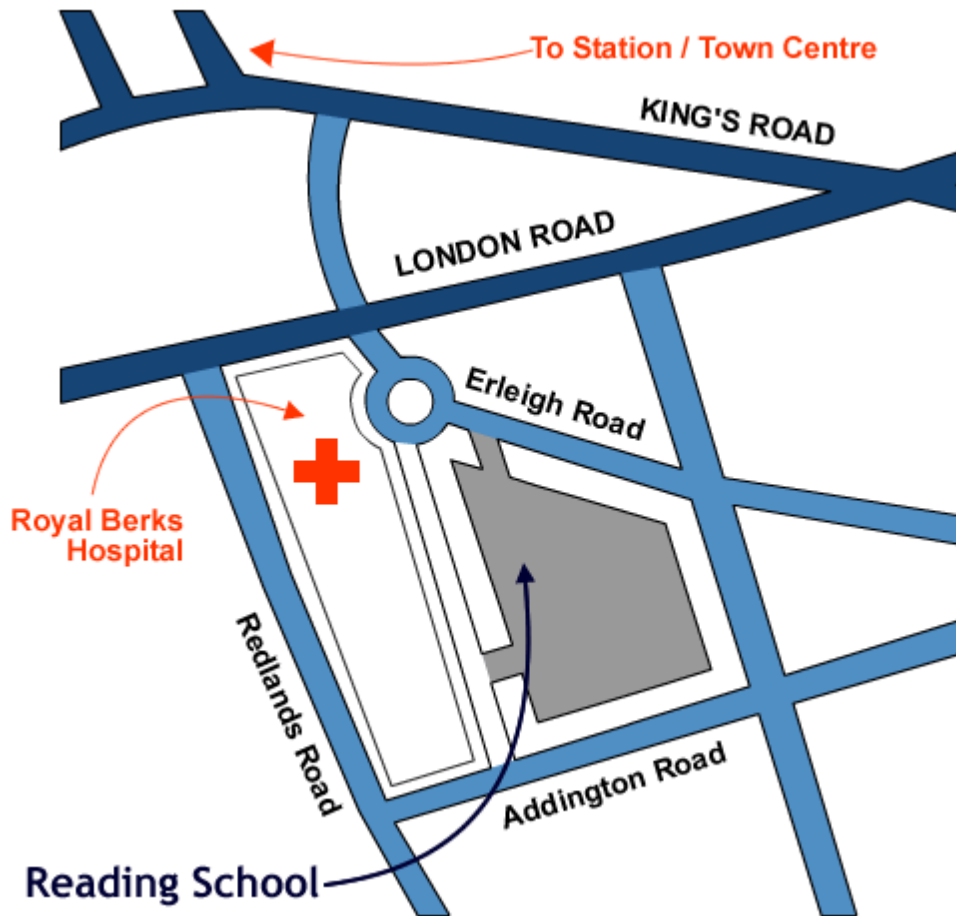 To Station / Town Centre
KING'S ROAD
LONDON ROAD
Erleigh Road
Royal Berks
Hospital
Redlands Road
Addington Road
Reading School